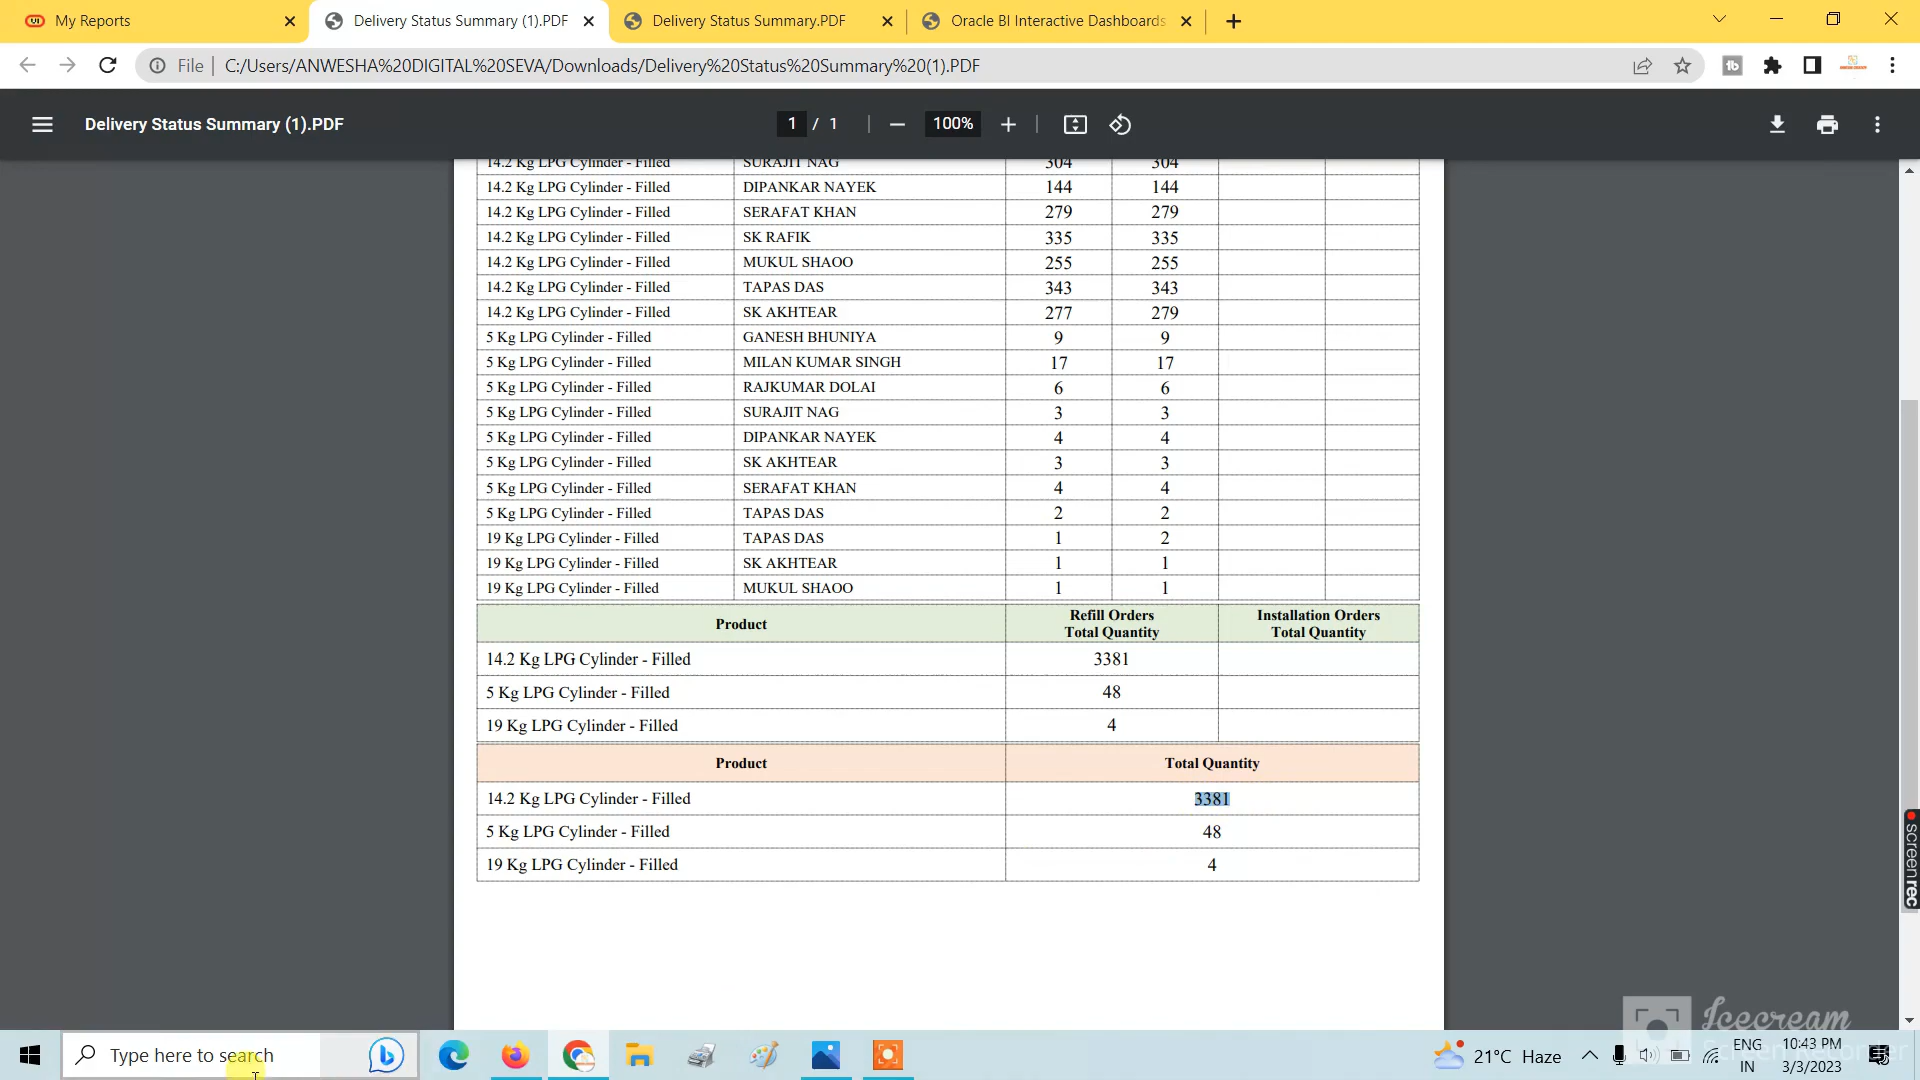 My Reports
Delivery Status Summary (1).PDF
Delivery Status Summary.PDF
Oracle BI Interactive Dashboards
File
C:/Users/ANWESHA%20DIGITAL%20SEVA/Downloads/Delivery%20Status%20Summary%20(1).PDF
Delivery Status Summary (1).PDF
1 / 1
100%
14.2 Kg LPG Cylinder - Filled SURAJIT NAG 304 304
14.2 Kg LPG Cylinder - Filled DIPANKAR NAYEK 144 144
14.2 Kg LPG Cylinder - Filled SERAFAT KHAN 279 279
14.2 Kg LPG Cylinder - Filled SK RAFIK 335 335
14.2 Kg LPG Cylinder - Filled MUKUL SHAOO 255 255
14.2 Kg LPG Cylinder - Filled TAPAS DAS 343 343
14.2 Kg LPG Cylinder - Filled SK AKHTEAR 277 279
5 Kg LPG Cylinder - Filled GANESH BHUNIYA 9 9
5 Kg LPG Cylinder - Filled MILAN KUMAR SINGH 17 17
5 Kg LPG Cylinder - Filled RAJKUMAR DOLAI 6 6
5 Kg LPG Cylinder - Filled SURAJIT NAG 3 3
5 Kg LPG Cylinder - Filled DIPANKAR NAYEK 4 4
5 Kg LPG Cylinder - Filled SK AKHTEAR 3 3
5 Kg LPG Cylinder - Filled SERAFAT KHAN 4 4
5 Kg LPG Cylinder - Filled TAPAS DAS 2 2
19 Kg LPG Cylinder - Filled TAPAS DAS 1 2
19 Kg LPG Cylinder - Filled SK AKHTEAR 1 1
19 Kg LPG Cylinder - Filled MUKUL SHAOO 1 1
Product
Refill Orders
Total Quantity
Installation Orders
Total Quantity
14.2 Kg LPG Cylinder - Filled 3381
5 Kg LPG Cylinder - Filled 48
19 Kg LPG Cylinder - Filled 4
Product Total Quantity
14.2 Kg LPG Cylinder - Filled 3381
5 Kg LPG Cylinder - Filled 48
19 Kg LPG Cylinder - Filled 4
screenrec
Icecream
Screen Recorder
Type here to search
21°C Haze
ENG
IN
10:43 PM
3/3/2023